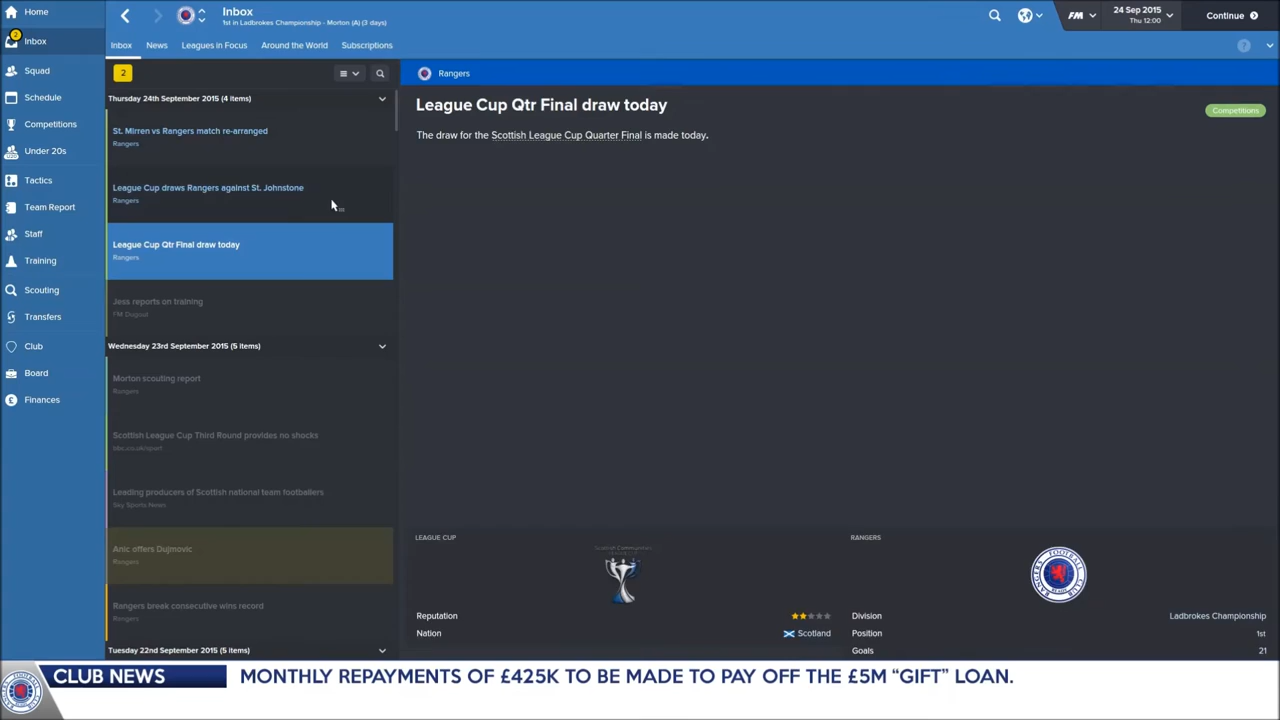 Home
Inbox
1st in Ladbrokes Championship - Morton (A) (3 days)
FM
24 Sep 2015
Thu 12:00
Continue
2
Inbox
Squad
Schedule
Competitions
Under 20s
Tactics
Team Report
Staff
Training
Scouting
Transfers
Club
Board
Finances
Inbox News Leagues in Focus Around the World Subscriptions
2
Thursday 24th September 2015 (4 items)
St. Mirren vs Rangers match re-arranged
Rangers
League Cup draws Rangers against St. Johnstone
Rangers
League Cup Qtr Final draw today
Rangers
Jess reports on training
FM Dugout
Wednesday 23rd September 2015 (5 items)
Morton scouting report
Rangers
Scottish League Cup Third Round provides no shocks
bbc.co.uk/sport
Leading producers of Scottish national team footballers
Sky Sports News
Anic offers Dujmovic
Rangers
Rangers break consecutive wins record
Rangers
Tuesday 22nd September 2015 (5 items)
Rangers
League Cup Qtr Final draw today
Competitions
The draw for the Scottish League Cup Quarter Final is made today.
LEAGUE CUP
Reputation
Nation Scotland
RANGERS
Division Ladbrokes Championship
Position 1st
Goals 21
CLUB NEWS
MONTHLY REPAYMENTS OF £425K TO BE MADE TO PAY OFF THE £5M “GIFT” LOAN.